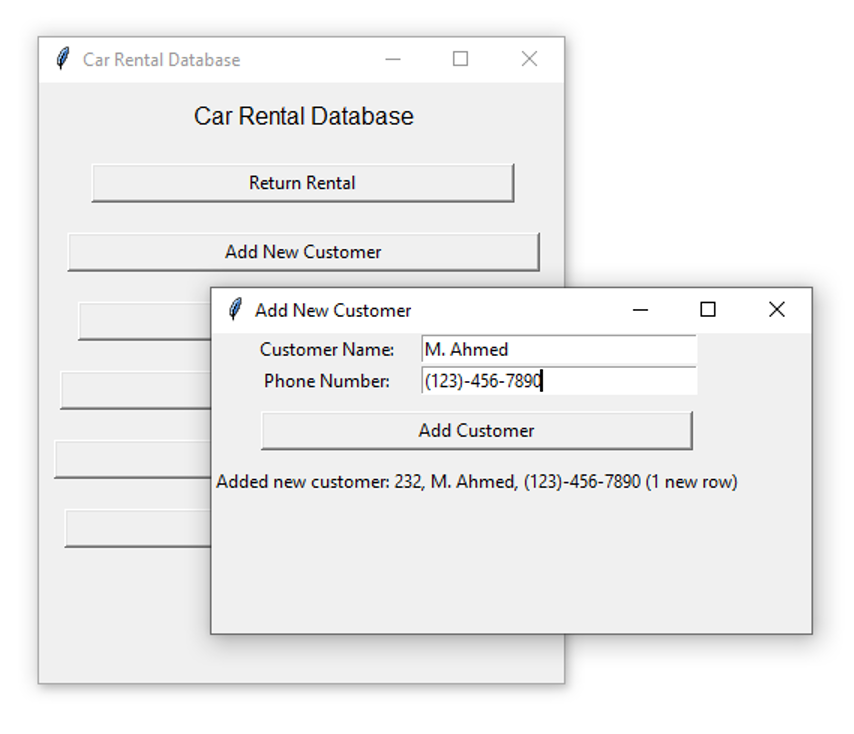 Car Rental Database
Car Rental Database
Return Rental
Add New Customer
Add New Customer
Customer Name: M. Ahmed
Phone Number: (123)-456-7890
Add Customer
Added new customer: 232, M. Ahmed, (123)-456-7890 (1 new row)